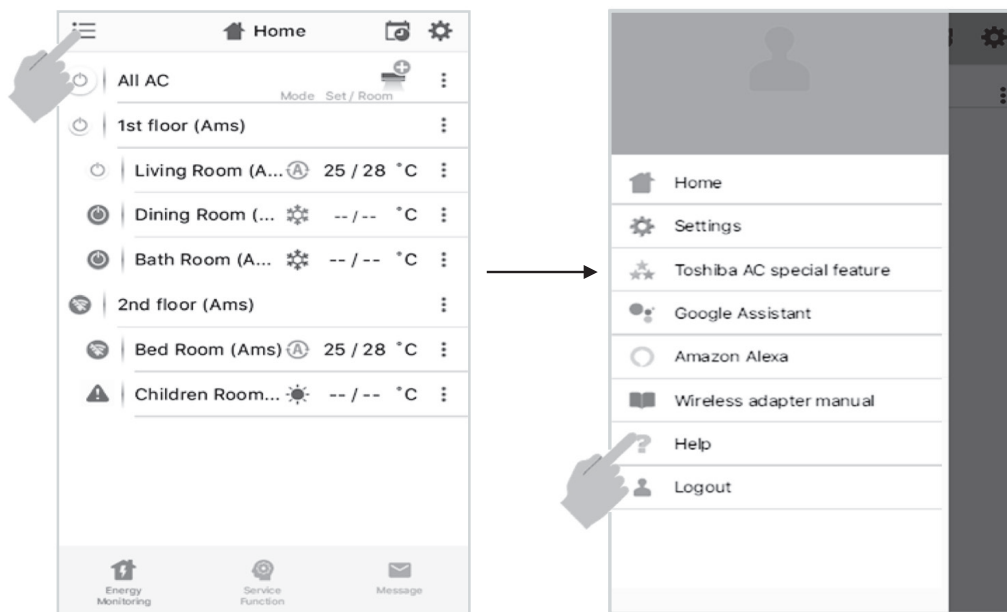 Home
All AC
Mode Set / Room
1st floor (Ams)
Living Room (A... 25 / 28 °C
Dining Room (... -- / -- °C
Bath Room (A... -- / -- °C
2nd floor (Ams)
Bed Room (Ams) 25 / 28 °C
Children Room... -- / -- °C
Energy
Monitoring
Service
Function
Message
Home
Settings
Toshiba AC special feature
Google Assistant
Amazon Alexa
Wireless adapter manual
Help
Logout